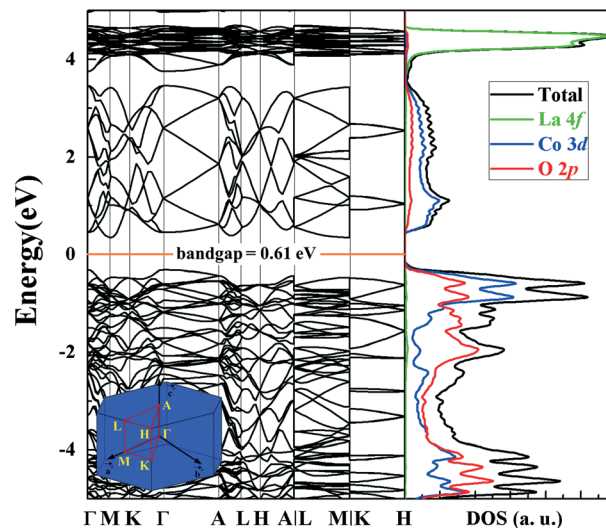 4
2
0
-2
-4
Energy(eV)
bandgap = 0.61 eV
Total
La 4f
Co 3d
O 2p
c
A
L
H
Γ
M
K
a
b
Γ M K Γ A L H A|L M|K H DOS (a. u.)